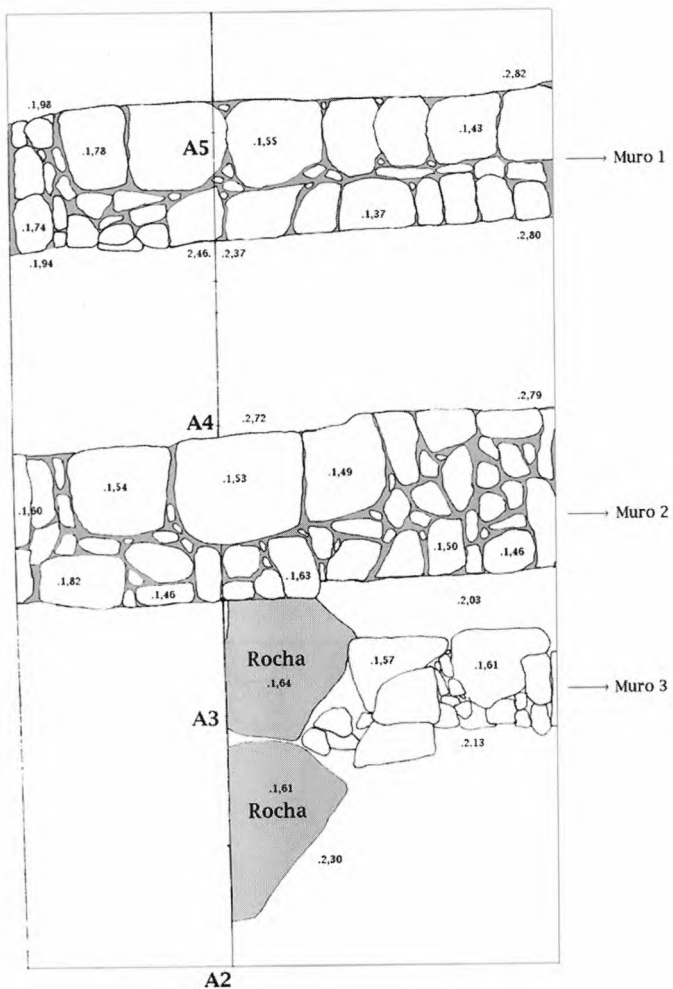 .2,82
.1,98
.1,78 A5 .1,55 .1,43
Muro 1
.1,74 .1,37
.1,94 2,46. .2,37 .2,80
.2,79
A4 .2,72
.1,54 .1,53 .1,49
.1,60 Muro 2
.1,50 .1,46
.1,82 .1,46 .1,63
.2,03
Rocha .1,57 .1,61
.1,64 Muro 3
A3
.2.13
.1,61
Rocha
.2,30
A2